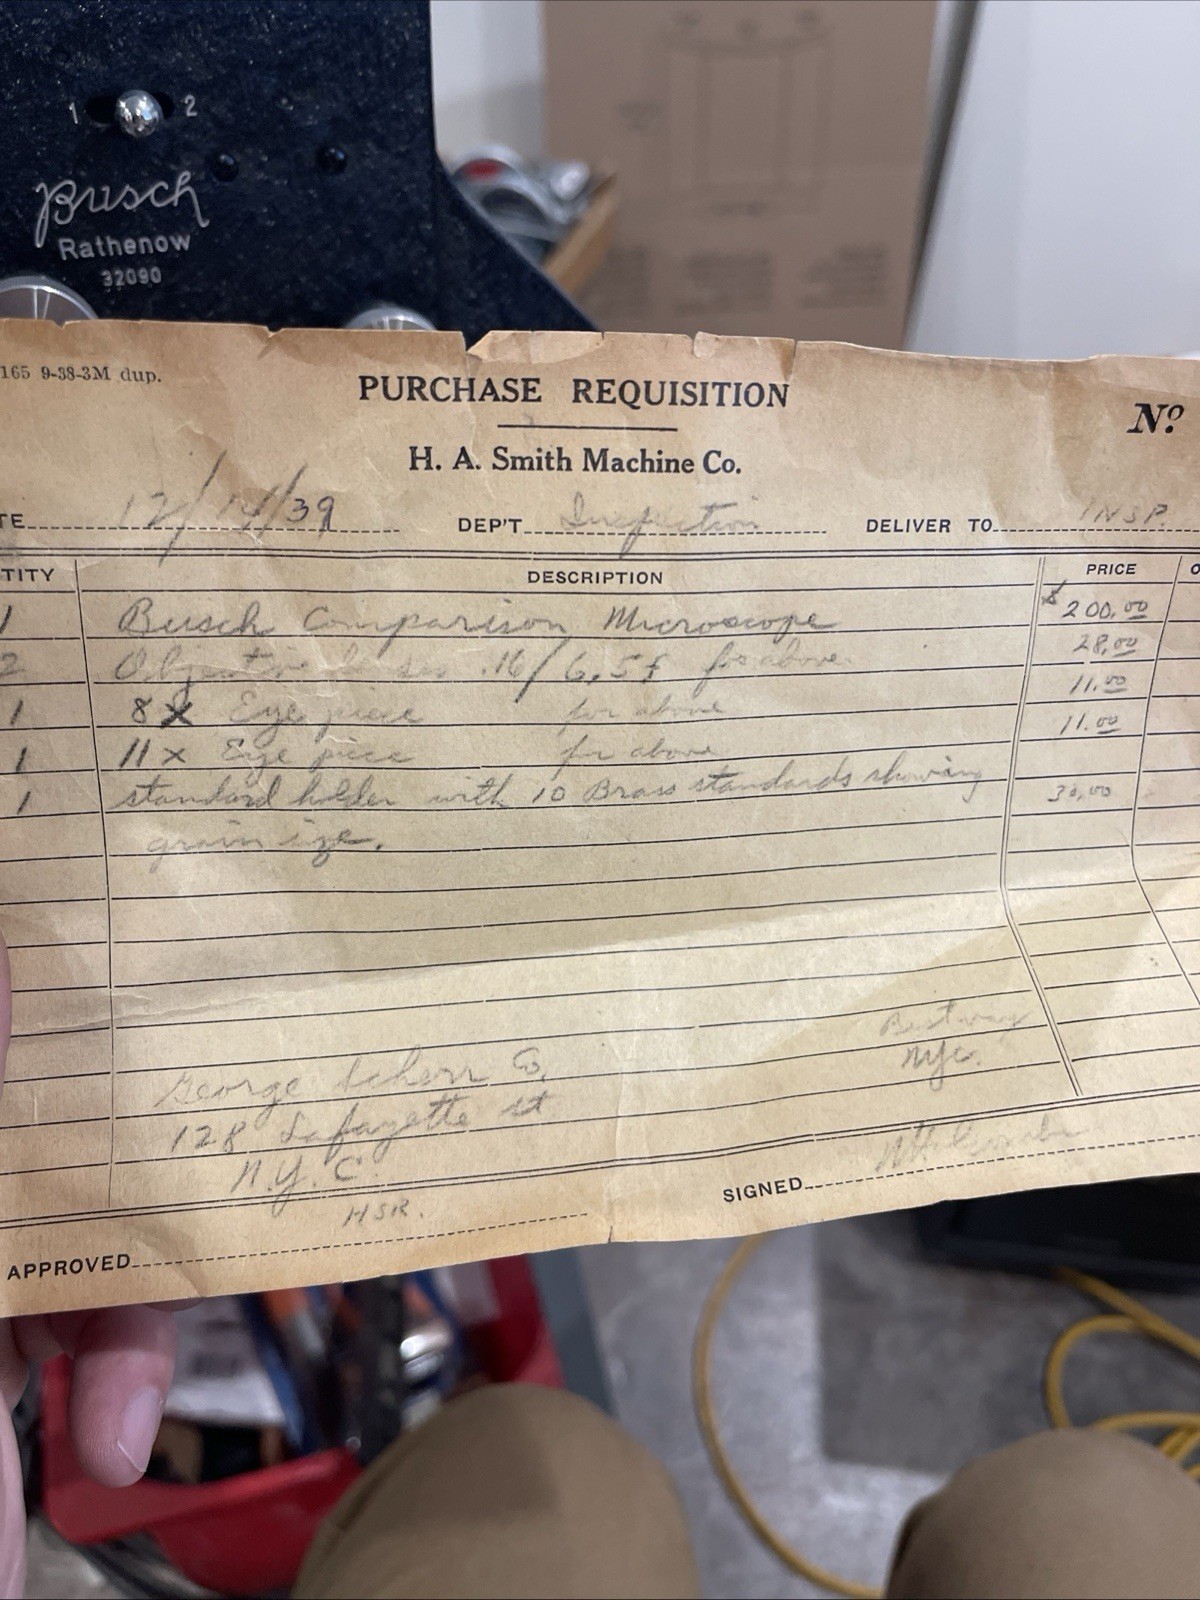 1 2
Busch
Rathenow
32090
165 9-38-3M dup.
PURCHASE REQUISITION
Nº
H. A. Smith Machine Co.
TE 12/14/39 DEP'T Inspection DELIVER TO INSP.
TITY DESCRIPTION PRICE O
1 Busch Comparison Microscope $200.00
2 Objective lenses .16/6,5f for above. 28.00
1 8x Eye piece for above 11.00
1 11x Eye piece for above 11.00
1 standard holder with 10 Brass standards showing 30.00
grain size.
Bestway
NYC.
George Scherr Co.
128 Lafayette st
N.Y.C.
HSR.
SIGNED
APPROVED